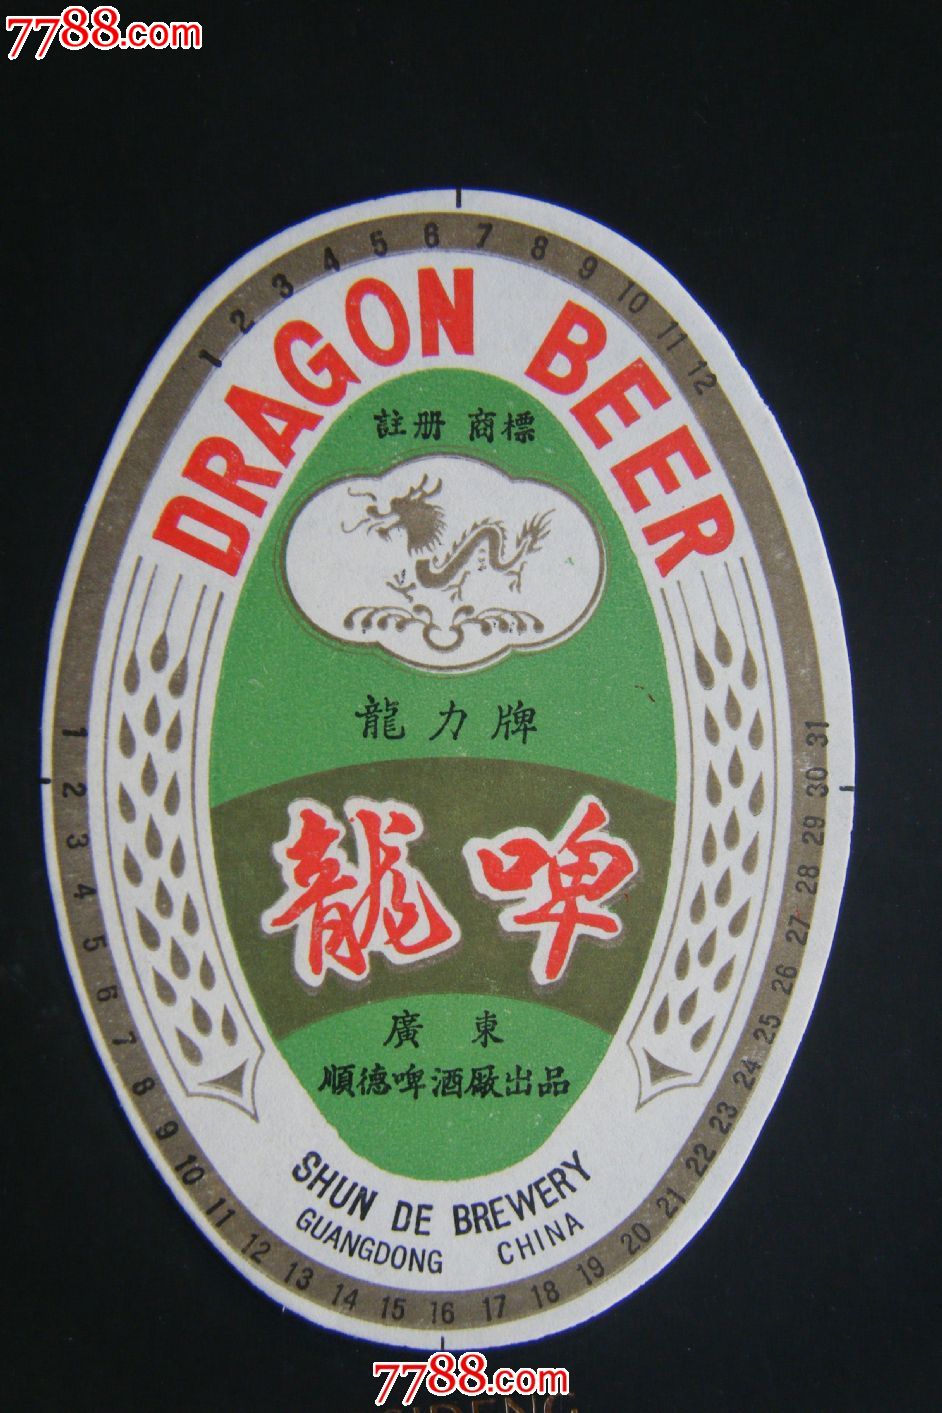 7788.com
1 2 3 4 5 6 7 8 9 10 11 12
DRAGON BEER
註册 商標
龍力牌
龍啤
廣東
順德啤酒廠出品
SHUN DE BREWERY
GUANGDONG CHINA
1 2 3 4 5 6 7 8 9 10 11 12 13 14 15 16 17 18 19 20 21 22 23 24 25 26 27 28 29 30 31
7788.com